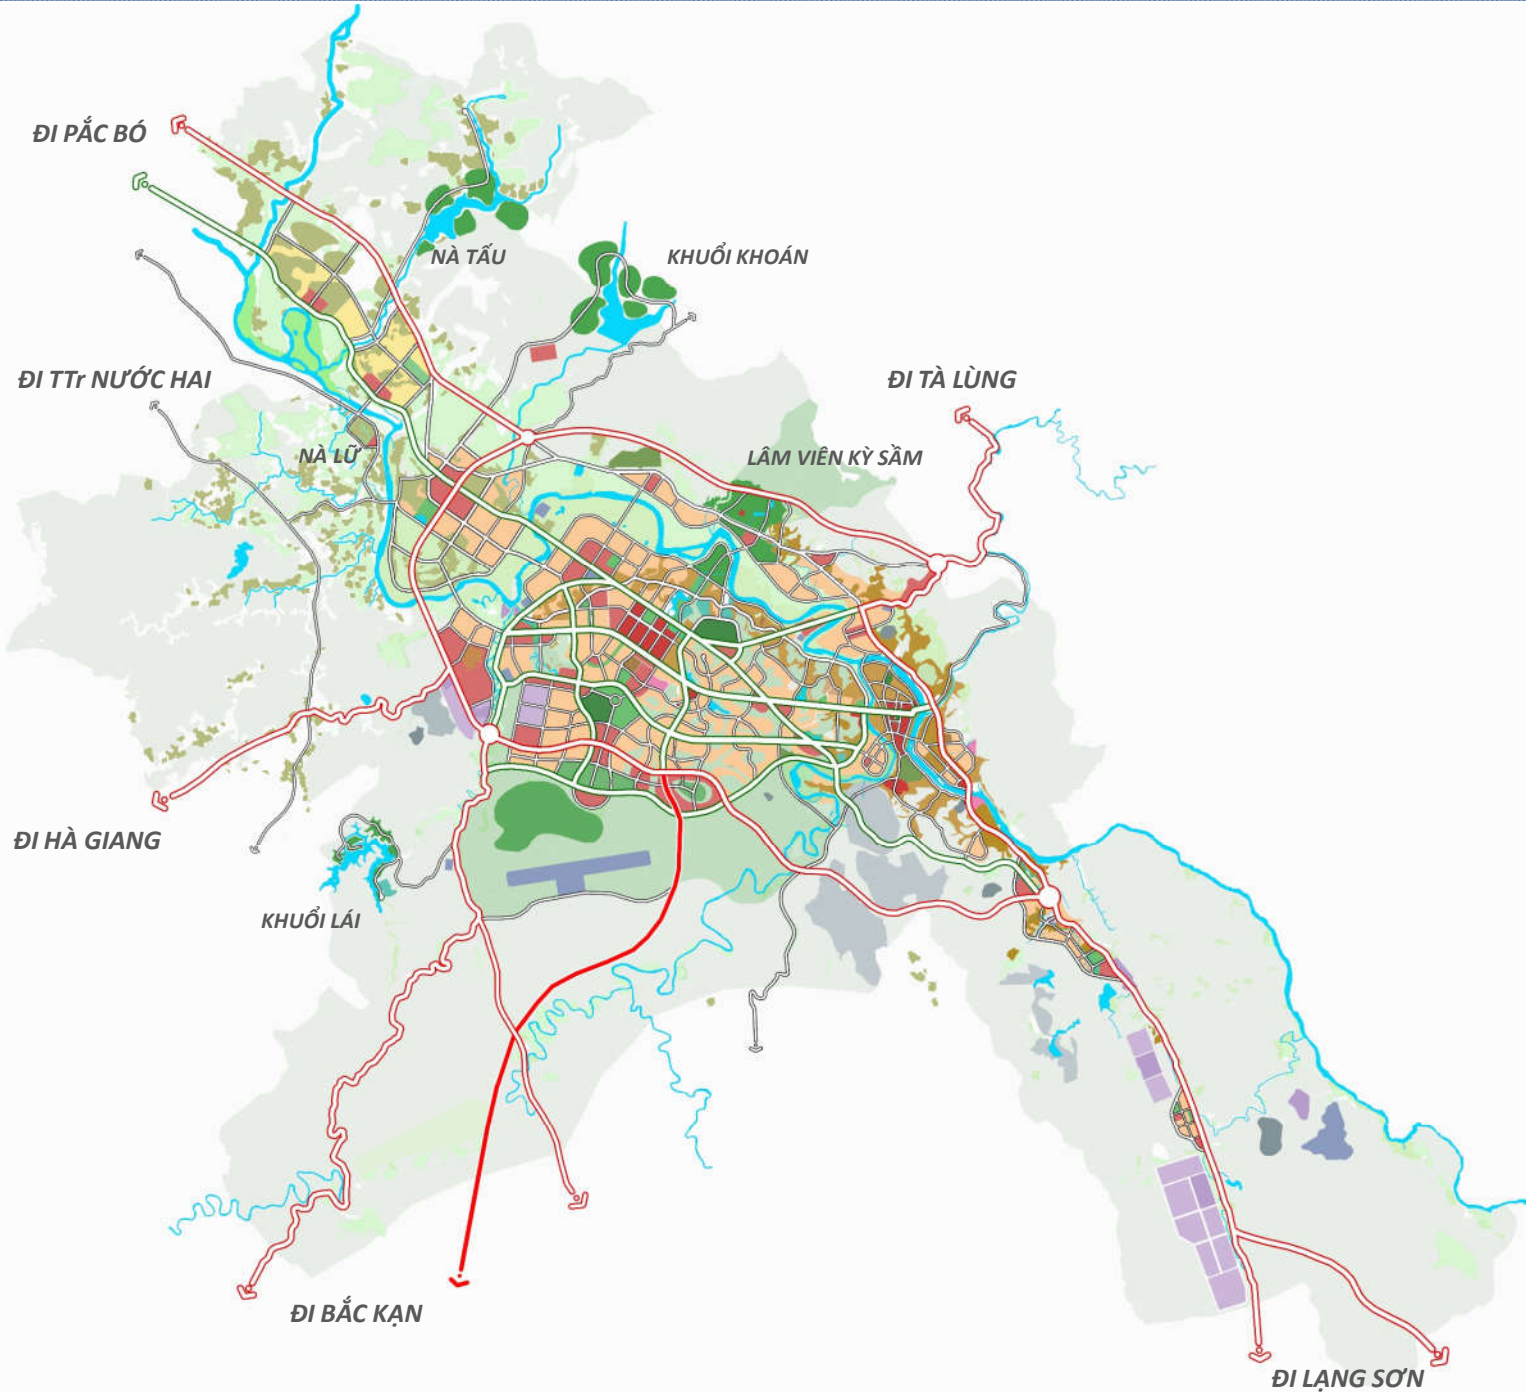 ĐI PẮC BÓ
NÀ TẤU
KHUỔI KHOÁN
ĐI TTr NƯỚC HAI
ĐI TÀ LÙNG
NÀ LỮ
LÂM VIÊN KỲ SẦM
ĐI HÀ GIANG
KHUỔI LÁI
ĐI BẮC KẠN
ĐI LẠNG SƠN